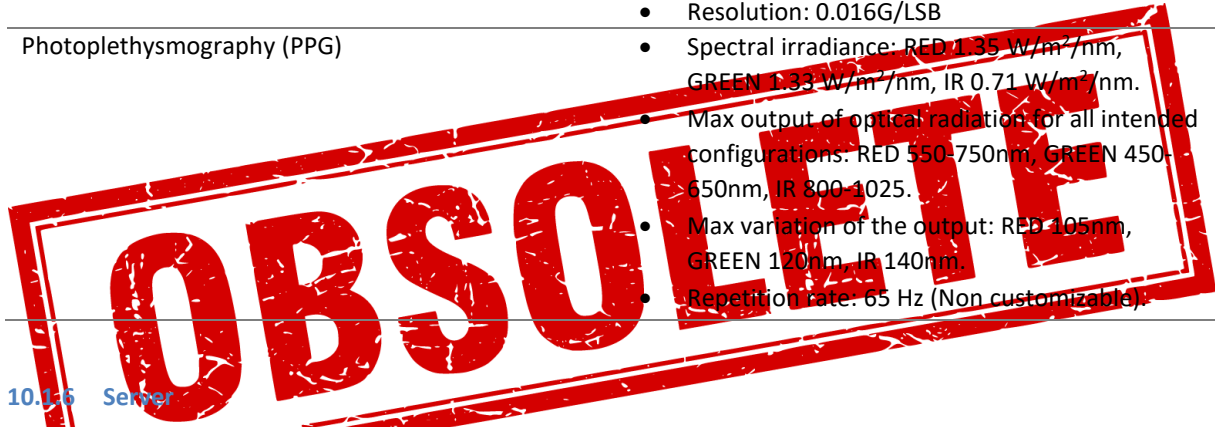 • Resolution: 0.016G/LSB
Photoplethysmography (PPG)
• Spectral irradiance: RED 1.35 W/m²/nm,
GREEN 1.33 W/m²/nm, IR 0.71 W/m²/nm.
• Max output of optical radiation for all intended
configurations: RED 550-750nm, GREEN 450-
650nm, IR 800-1025.
• Max variation of the output: RED 105nm,
GREEN 120nm, IR 140nm.
• Repetition rate: 65 Hz (Non customizable).
OBSOLETE
10.1.6 Server